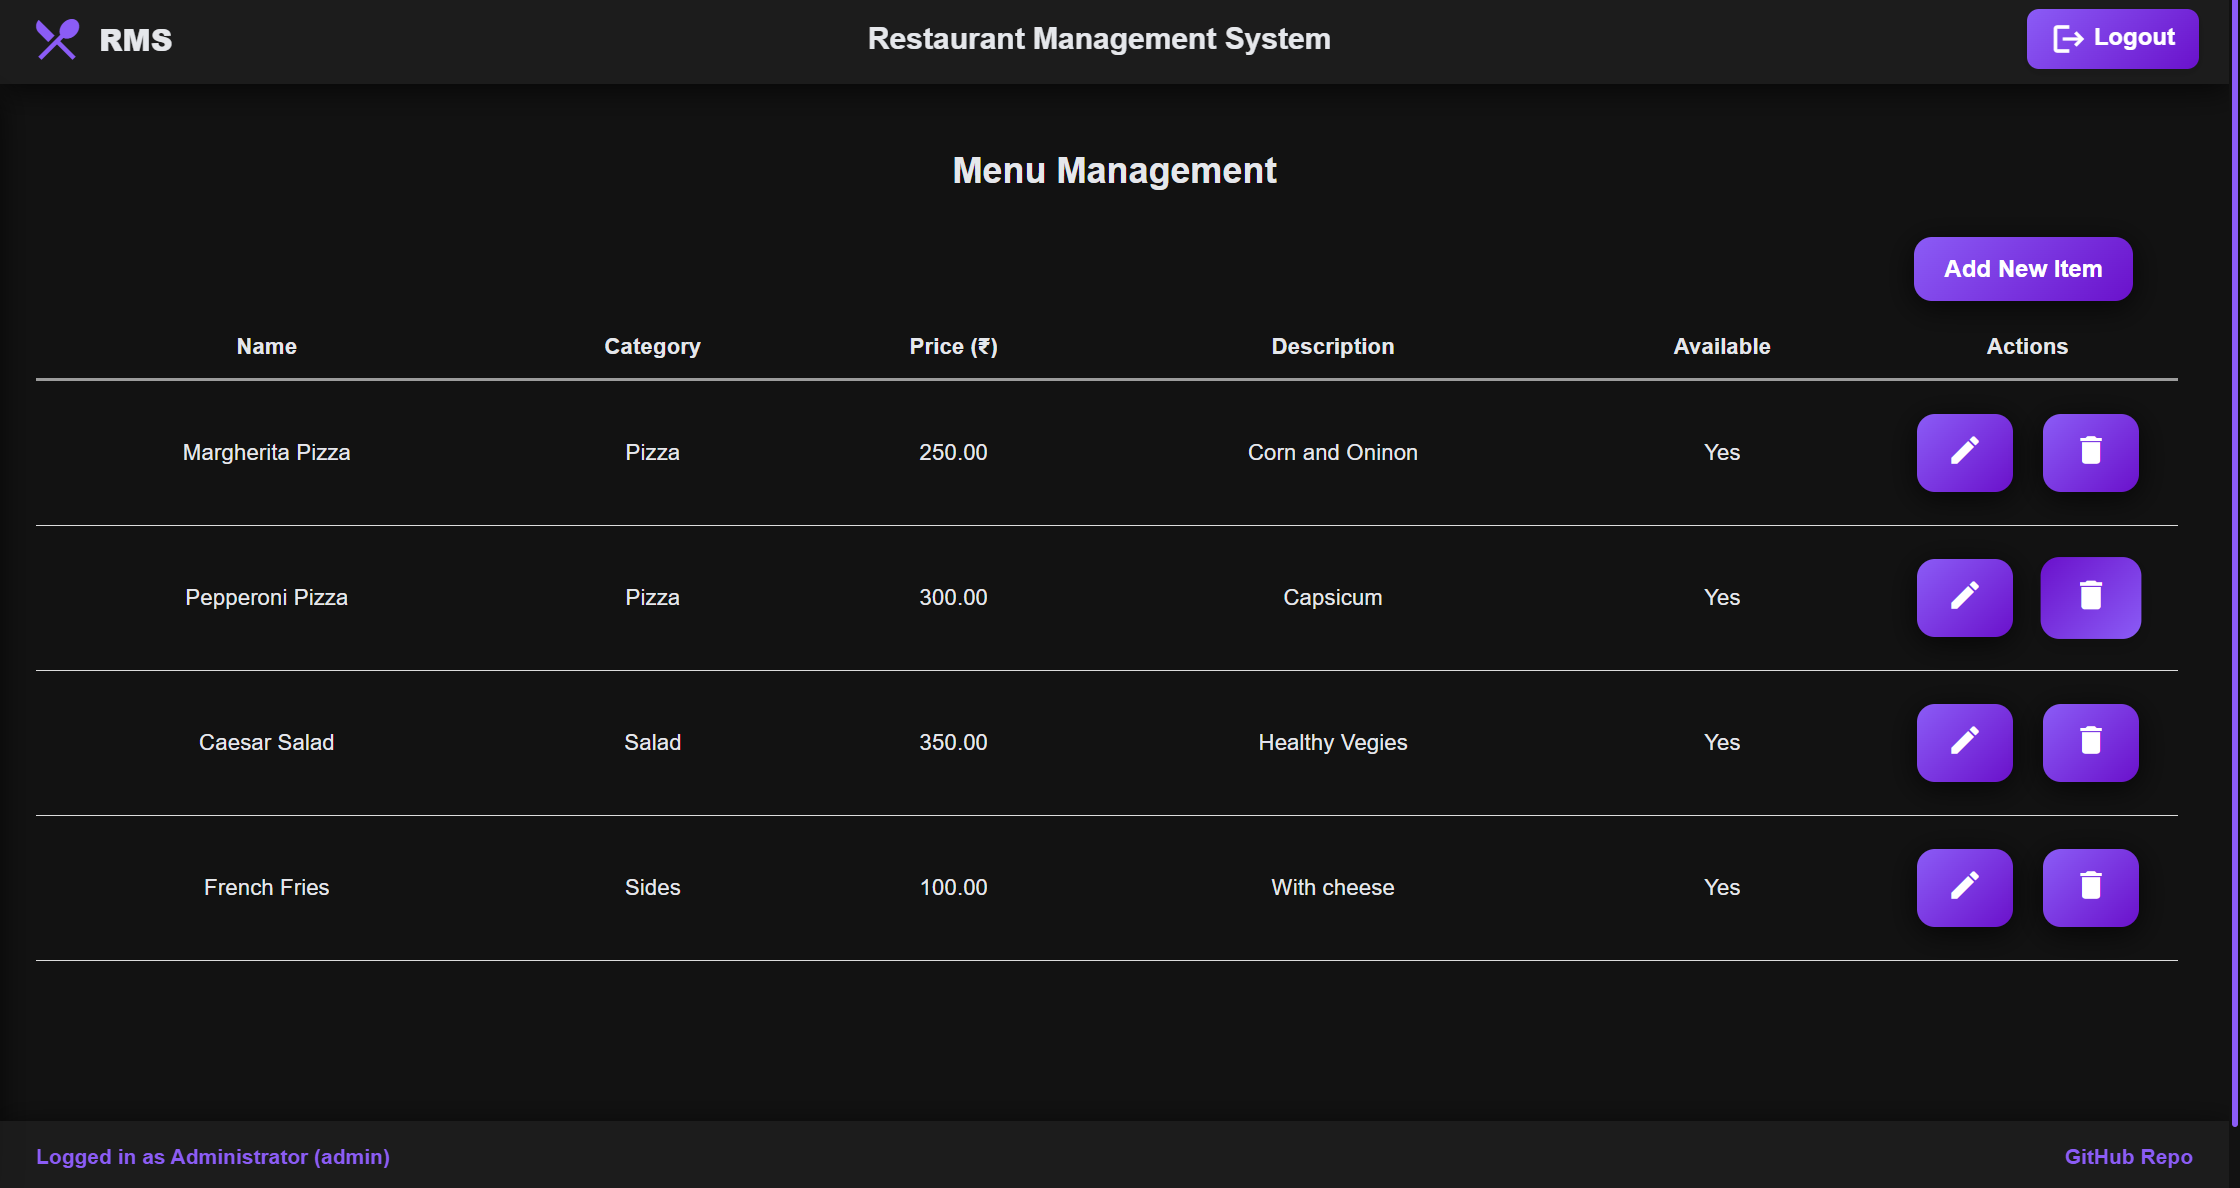 RMS
Restaurant Management System
Logout
Menu Management
Add New Item
Name Category Price (₹) Description Available Actions
Margherita Pizza Pizza 250.00 Corn and Oninon Yes
Pepperoni Pizza Pizza 300.00 Capsicum Yes
Caesar Salad Salad 350.00 Healthy Vegies Yes
French Fries Sides 100.00 With cheese Yes
Logged in as Administrator (admin)
GitHub Repo